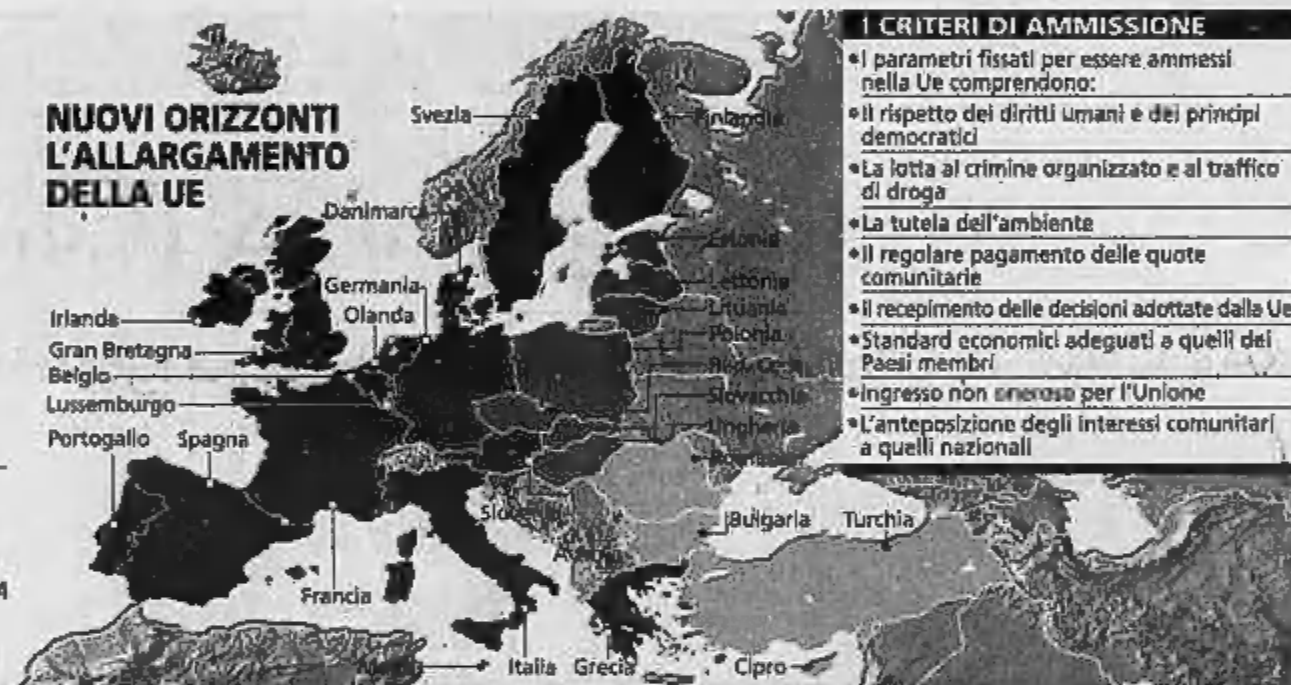 NUOVI ORIZZONTI
L'ALLARGAMENTO
DELLA UE
I CRITERI DI AMMISSIONE
•I parametri fissati per essere ammessi
nella Ue comprendono:
•Il rispetto dei diritti umani e dei principi
democratici
•La lotta al crimine organizzato e al traffico
di droga
•La tutela dell'ambiente
•Il regolare pagamento delle quote
comunitarie
•Il recepimento delle decisioni adottate dalla Ue
•Standard economici adeguati a quelli dei
Paesi membri
•Ingresso non oneroso per l'Unione
•L'anteposizione degli interessi comunitari
a quelli nazionali
Svezia
Finlandia
Danimarca
Estonia
Lettonia
Lituania
Polonia
Slovacchia
Ungheria
Germania
Olanda
Irlanda
Gran Bretagna
Belgio
Lussemburgo
Portogallo
Spagna
Bulgaria
Turchia
Francia
Italia
Grecia
Cipro